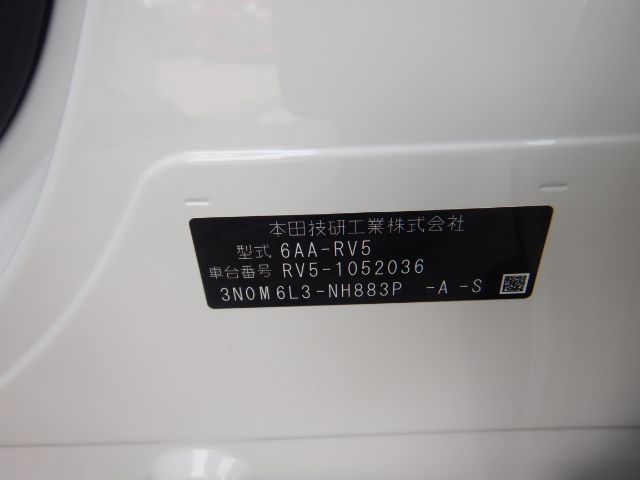 本田技研工業株式会社
型式 6AA-RV5
車台番号 RV5-1052036
3N0M6L3-NH883P -A -S